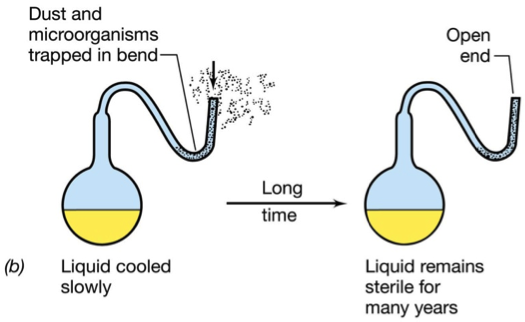 Dust and
microorganisms
trapped in bend
Open
end
Long
time
(b)
Liquid cooled
slowly
Liquid remains
sterile for
many years